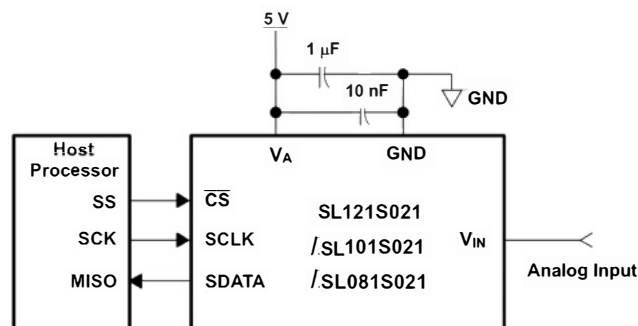 5 V
1 µF
10 nF
GND
Host
Processor
VA
GND
SS
CS
SL121S021
SCK
SCLK
/.SL101S021
VIN
MISO
SDATA
/.SL081S021
Analog Input